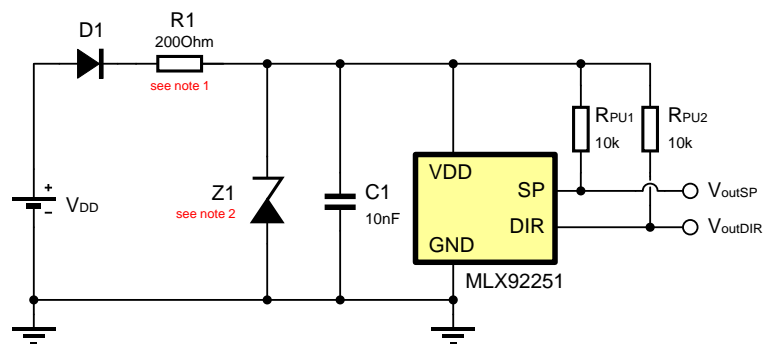 D1
R1
200Ohm
see note 1
RPU1
10k
RPU2
10k
+
-
VDD
Z1
see note 2
C1
10nF
VDD
SP
DIR
GND
MLX92251
VoutSP
VoutDIR